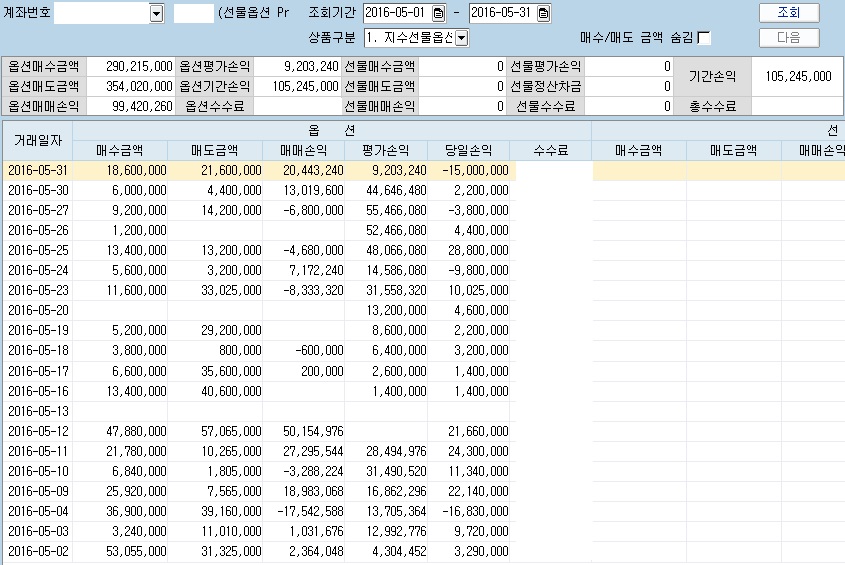 계좌번호 (선물옵션 Pr 조회기간 2016-05-01 - 2016-05-31 조회
상품구분 1. 지수선물옵션 매수/매도 금액 숨김 다음
옵션매수금액 290,215,000 옵션평가손익 9,203,240 선물매수금액 0 선물평가손익 0 기간손익 105,245,000
옵션매도금액 354,020,000 옵션기간손익 105,245,000 선물매도금액 0 선물정산차금 0
옵션매매손익 99,420,260 옵션수수료 선물매매손익 0 선물수수료 0 총수수료
거래일자 옵 션 선
매수금액 매도금액 매매손익 평가손익 당일손익 수수료 매수금액 매도금액 매매손익
2016-05-31 18,600,000 21,600,000 20,443,240 9,203,240 -15,000,000
2016-05-30 6,000,000 4,400,000 13,019,600 44,646,480 2,200,000
2016-05-27 9,200,000 14,200,000 -6,800,000 55,466,080 -3,800,000
2016-05-26 1,200,000 52,466,080 4,400,000
2016-05-25 13,400,000 13,200,000 -4,680,000 48,066,080 28,800,000
2016-05-24 5,600,000 3,200,000 7,172,240 14,586,080 -9,800,000
2016-05-23 11,600,000 33,025,000 -8,333,320 31,558,320 10,025,000
2016-05-20 13,200,000 4,600,000
2016-05-19 5,200,000 29,200,000 8,600,000 2,200,000
2016-05-18 3,800,000 800,000 -600,000 6,400,000 3,200,000
2016-05-17 6,600,000 35,600,000 200,000 2,600,000 1,400,000
2016-05-16 13,400,000 40,600,000 1,400,000 1,400,000
2016-05-13
2016-05-12 47,880,000 57,065,000 50,154,976 21,660,000
2016-05-11 21,780,000 10,265,000 27,295,544 28,494,976 24,300,000
2016-05-10 6,840,000 1,805,000 -3,288,224 31,490,520 11,340,000
2016-05-09 25,920,000 7,565,000 18,983,068 16,862,296 22,140,000
2016-05-04 36,900,000 39,160,000 -17,542,588 13,705,364 -16,830,000
2016-05-03 3,240,000 11,010,000 1,031,676 12,992,776 9,720,000
2016-05-02 53,055,000 31,325,000 2,364,048 4,304,452 3,290,000